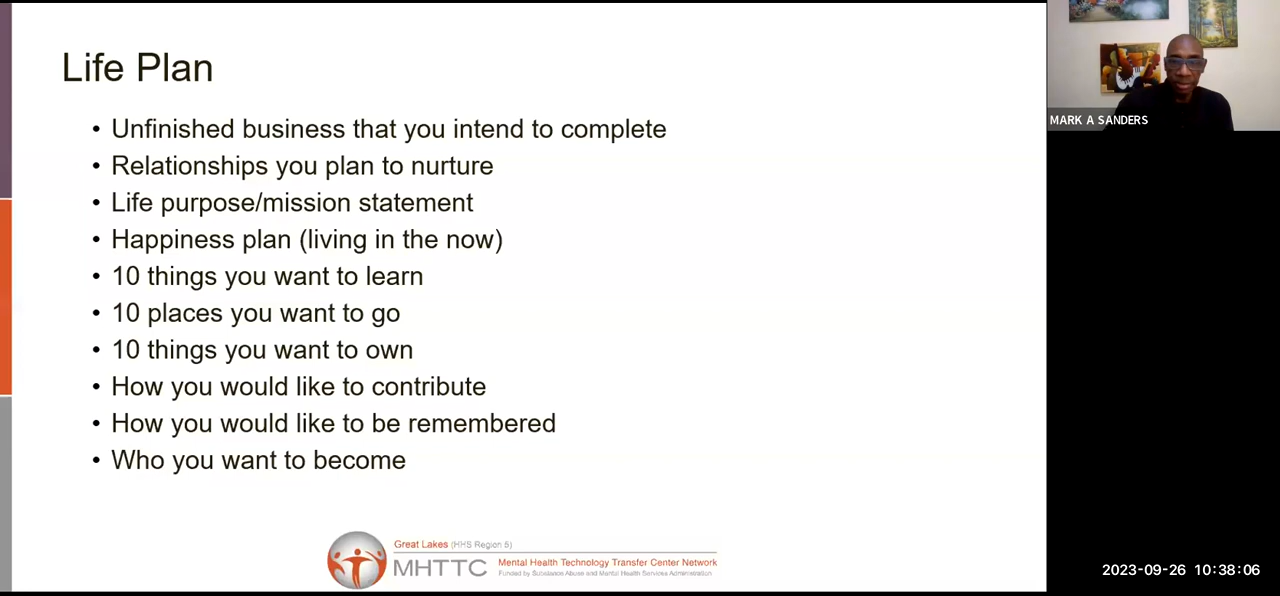 Life Plan
• Unfinished business that you intend to complete
• Relationships you plan to nurture
• Life purpose/mission statement
• Happiness plan (living in the now)
• 10 things you want to learn
• 10 places you want to go
• 10 things you want to own
• How you would like to contribute
• How you would like to be remembered
• Who you want to become
Great Lakes (HHS Region 5)
MHTTC Mental Health Technology Transfer Center Network
Funded by Substance Abuse and Mental Health Services Administration
MARK A SANDERS
2023-09-26 10:38:06